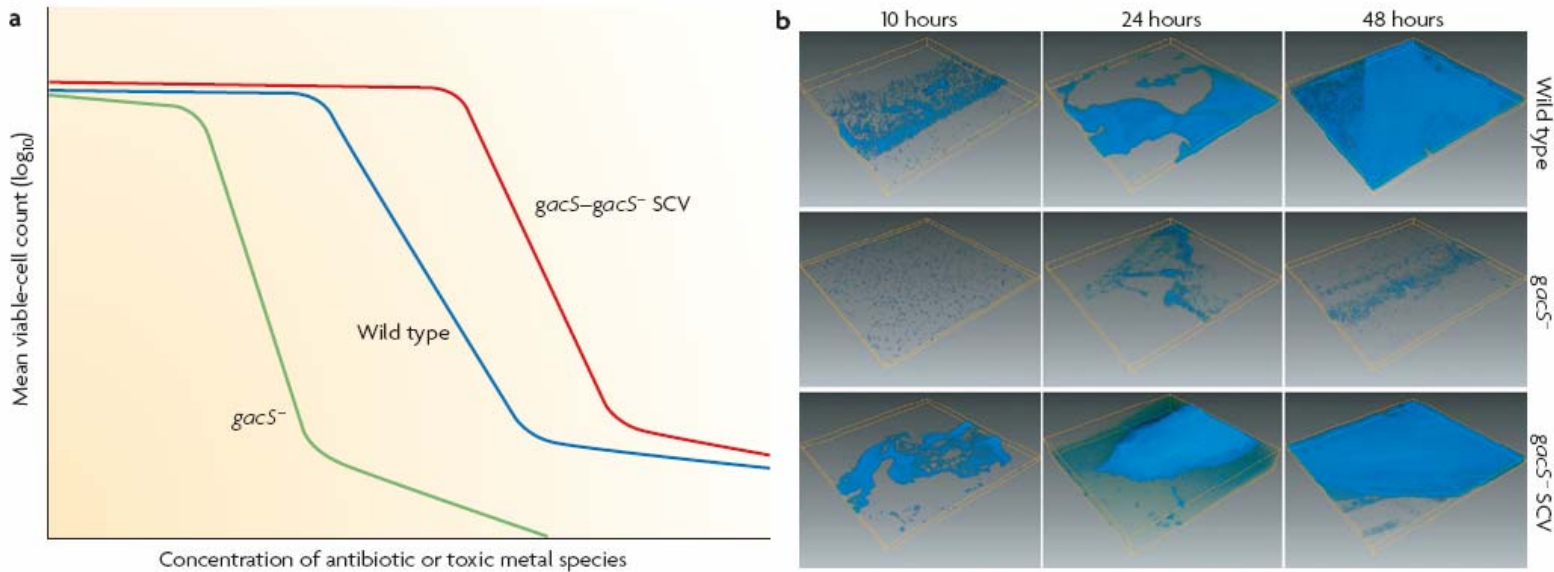 a
Mean viable-cell count (log₁₀)
gacS–gacS⁻ SCV
Wild type
gacS⁻
Concentration of antibiotic or toxic metal species
b
10 hours
24 hours
48 hours
Wild type
gacS⁻
gacS⁻ SCV